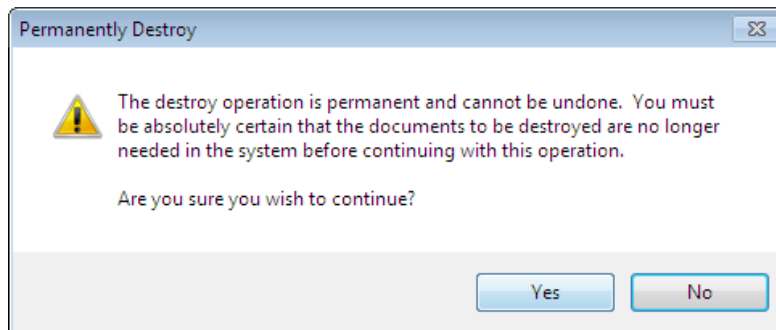 Permanently Destroy
The destroy operation is permanent and cannot be undone.  You must
be absolutely certain that the documents to be destroyed are no longer
needed in the system before continuing with this operation.
Are you sure you wish to continue?
Yes
No